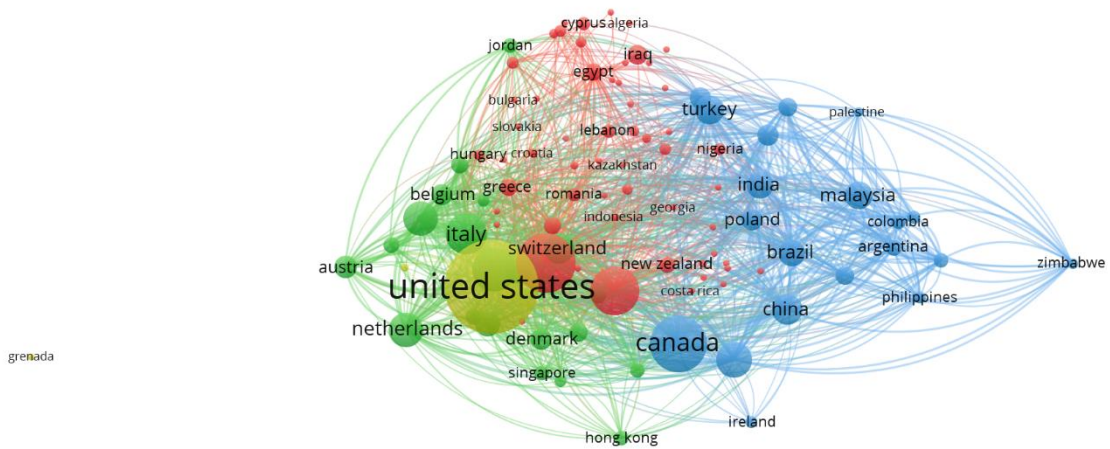 cyprus algeria
jordan
iraq
egypt
bulgaria
turkey
palestine
slovakia
lebanon
nigeria
hungary croatia
kazakhstan
belgium greece
romania
india
malaysia
indonesia georgia
italy
poland
colombia
switzerland
brazil
argentina
austria
new zealand
zimbabwe
united states
costa rica
philippines
netherlands
china
denmark
canada
grenada
singapore
ireland
hong kong